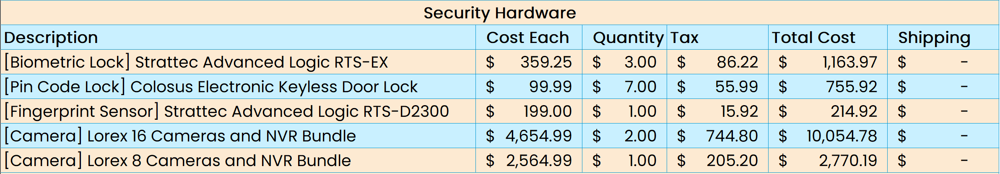 Security Hardware
Description Cost Each Quantity Tax Total Cost Shipping
[Biometric Lock] Strattec Advanced Logic RTS-EX $ 359.25 $ 3.00 $ 86.22 $ 1,163.97 $ -
[Pin Code Lock] Colosus Electronic Keyless Door Lock $ 99.99 $ 7.00 $ 55.99 $ 755.92 $ -
[Fingerprint Sensor] Strattec Advanced Logic RTS-D2300 $ 199.00 $ 1.00 $ 15.92 $ 214.92 $ -
[Camera] Lorex 16 Cameras and NVR Bundle $ 4,654.99 $ 2.00 $ 744.80 $ 10,054.78 $ -
[Camera] Lorex 8 Cameras and NVR Bundle $ 2,564.99 $ 1.00 $ 205.20 $ 2,770.19 $ -